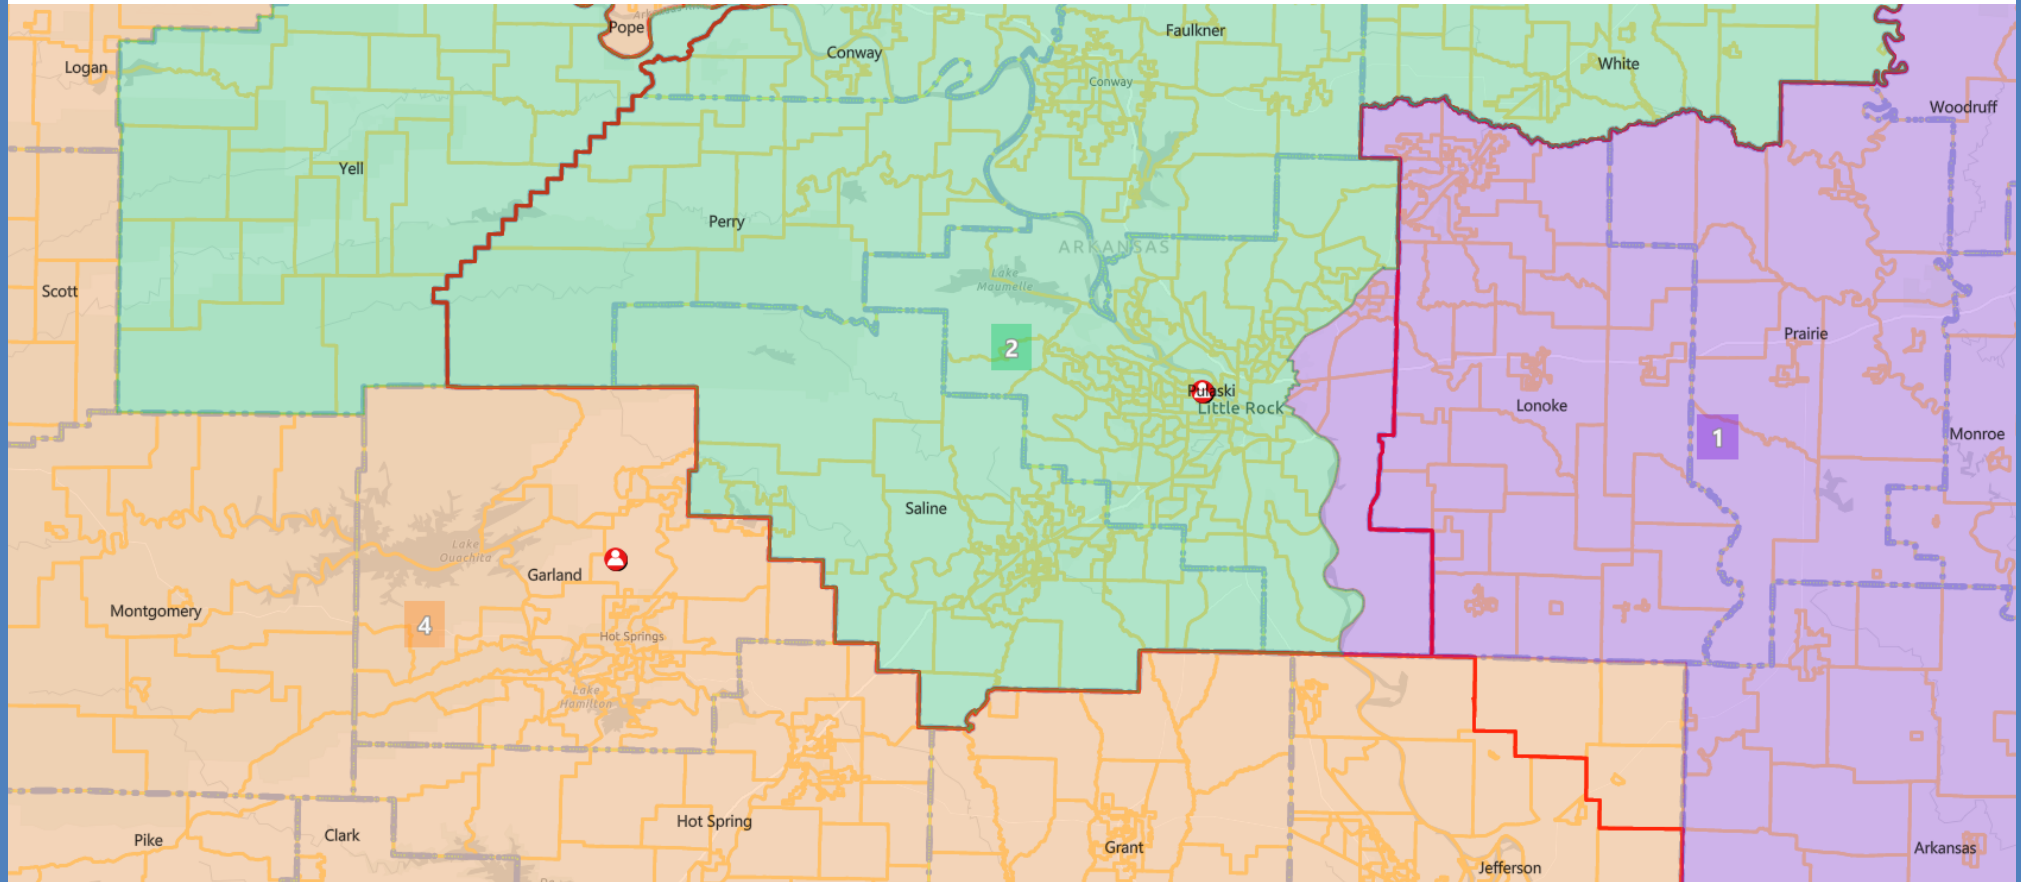 Pope
Faulkner
Conway
Logan
White
Conway
Woodruff
Yell
Perry
ARKANSAS
Lake
Maumelle
Scott
Prairie
2
Pulaski
Little Rock
Lonoke
1
Monroe
Saline
Lake
Ouachita
Garland
Montgomery
4
Hot Springs
Lake
Hamilton
Hot Spring
Clark
Pike
Grant
Arkansas
Jefferson